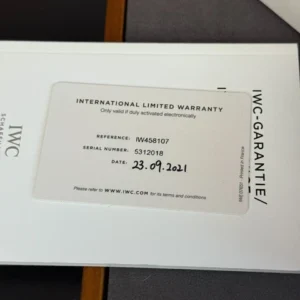 INTERNATIONAL LIMITED WARRANTY
Only valid if duly activated electronically.
REFERENCE: IW458107
SERIAL NUMBER: 5312018
DATE: 23.09.2021
Please refer to WWW.IWC.COM for its terms and conditions
IWC
IWC-GARANTIE/